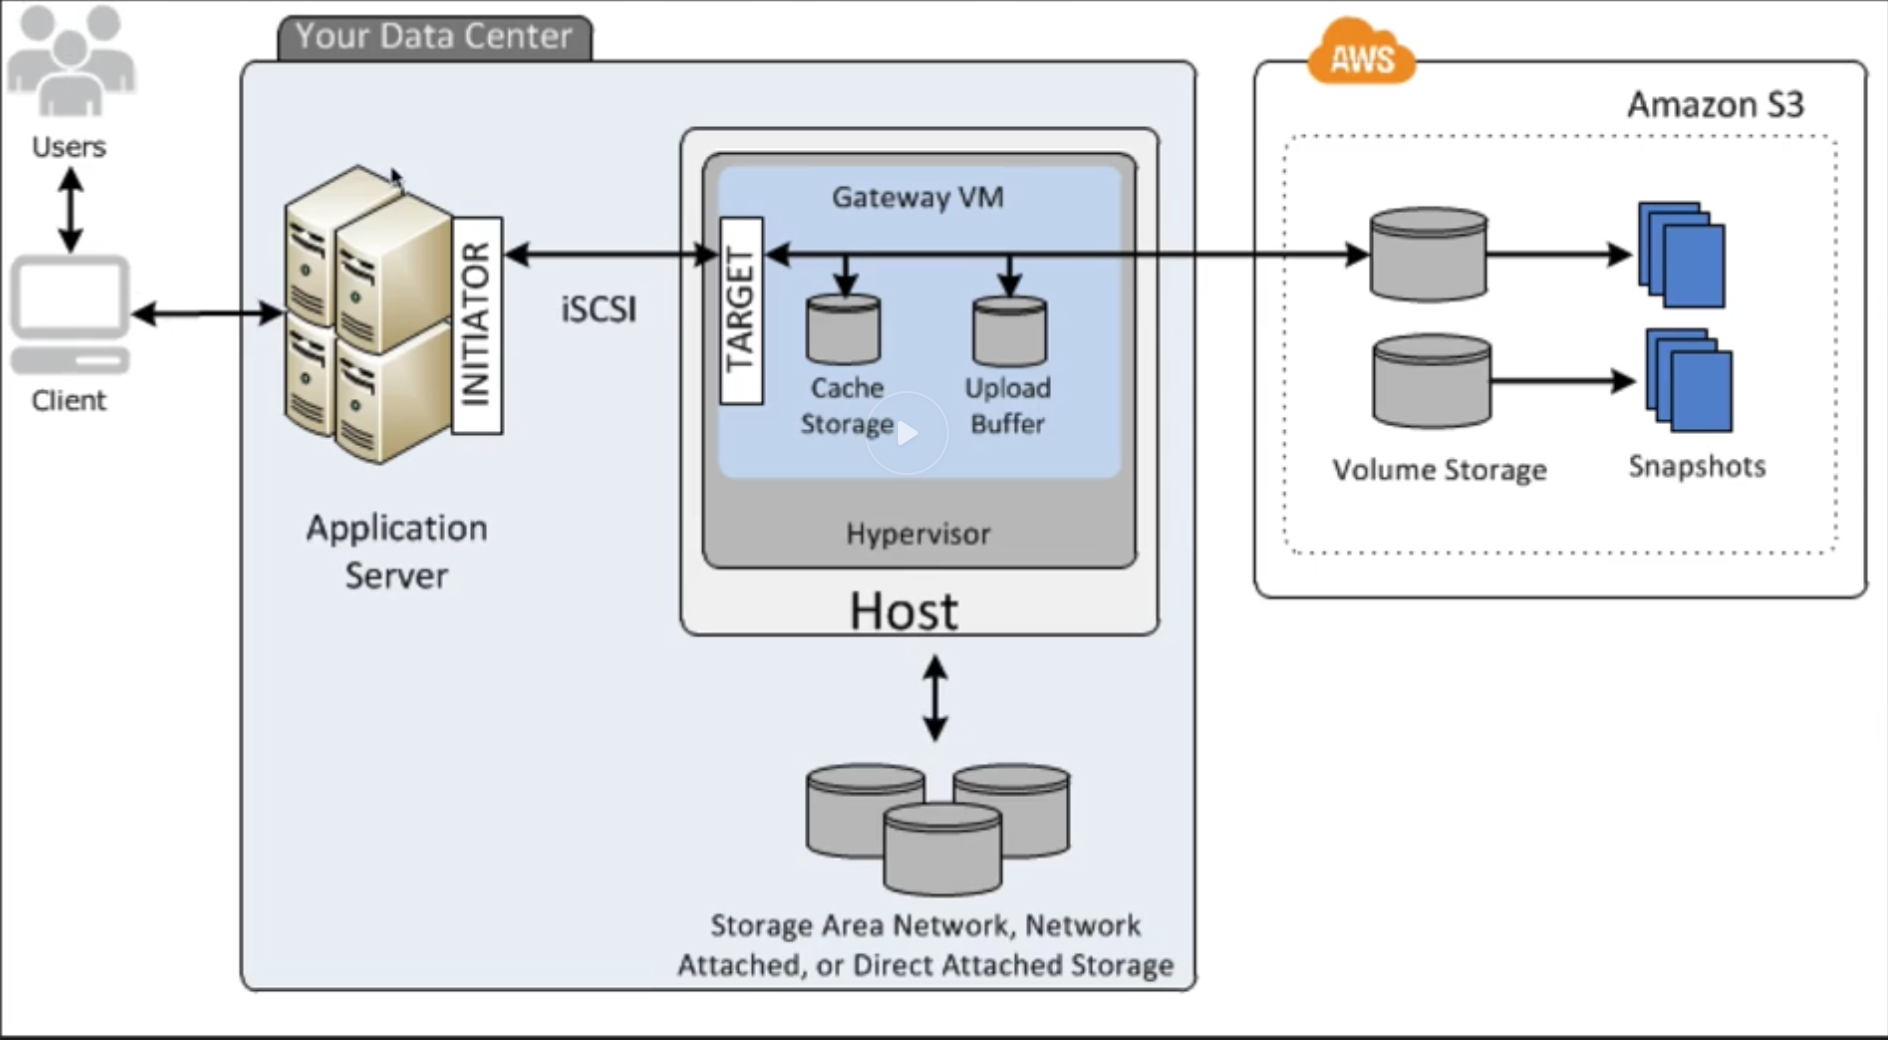 Your Data Center
AWS
Amazon S3
Users
Gateway VM
INITIATOR
iSCSI
TARGET
Cache
Storage
Upload
Buffer
Client
Volume Storage
Snapshots
Application
Server
Hypervisor
Host
Storage Area Network, Network
Attached, or Direct Attached Storage